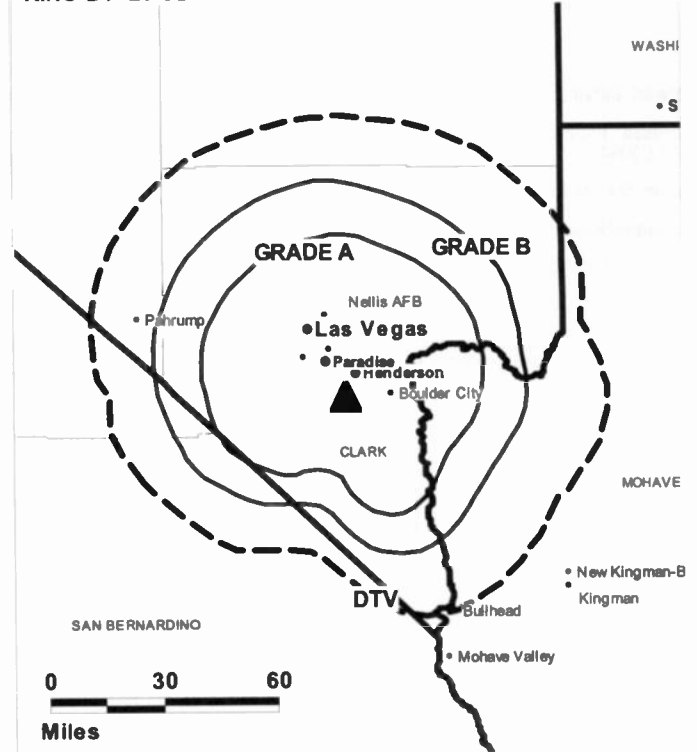 WASHI
S
GRADE A
GRADE B
Nellis AFB
Pahrump
Las Vegas
Paradise
Henderson
Boulder City
CLARK
MOHAVE
New Kingman-B
Kingman
DTV
Bullhead
SAN BERNARDINO
Mohave Valley
0 30 60
Miles